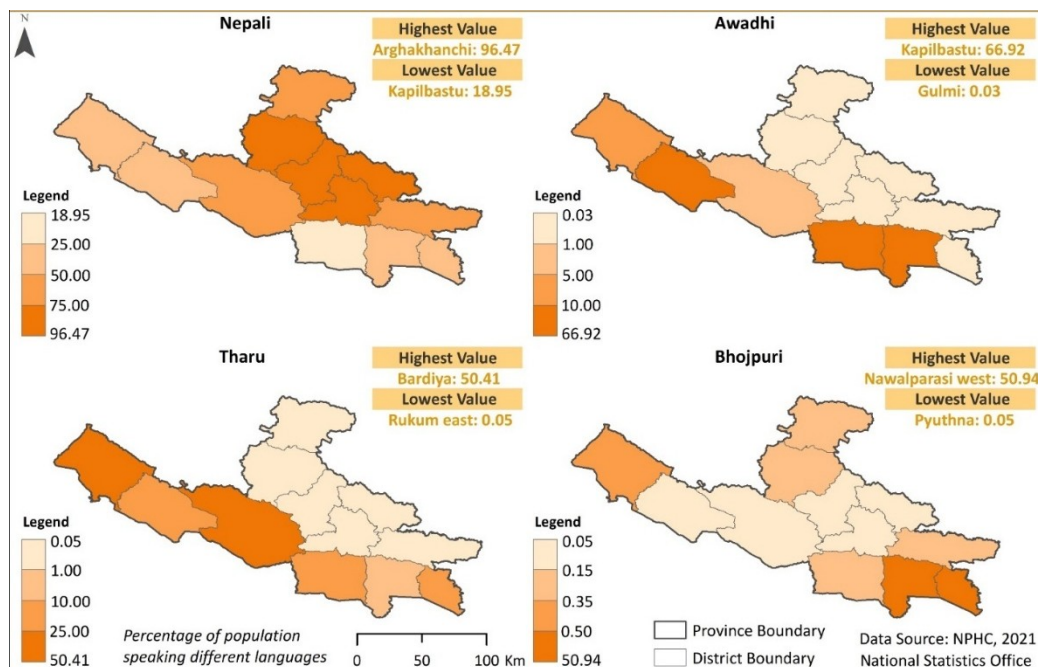 N
Nepali
Highest Value
Arghakhanchi: 96.47
Lowest Value
Kapilbastu: 18.95
Legend
18.95
25.00
50.00
75.00
96.47
Awadhi
Highest Value
Kapilbastu: 66.92
Lowest Value
Gulmi: 0.03
Legend
0.03
1.00
5.00
10.00
66.92
Tharu
Highest Value
Bardiya: 50.41
Lowest Value
Rukum east: 0.05
Legend
0.05
1.00
10.00
25.00
50.41
Bhojpuri
Highest Value
Nawalparasi west: 50.94
Lowest Value
Pyuthna: 0.05
Legend
0.05
0.15
0.35
0.50
50.94
Percentage of population
speaking different languages
0 50 100 Km
Province Boundary
District Boundary
Data Source: NPHC, 2021
National Statistics Office